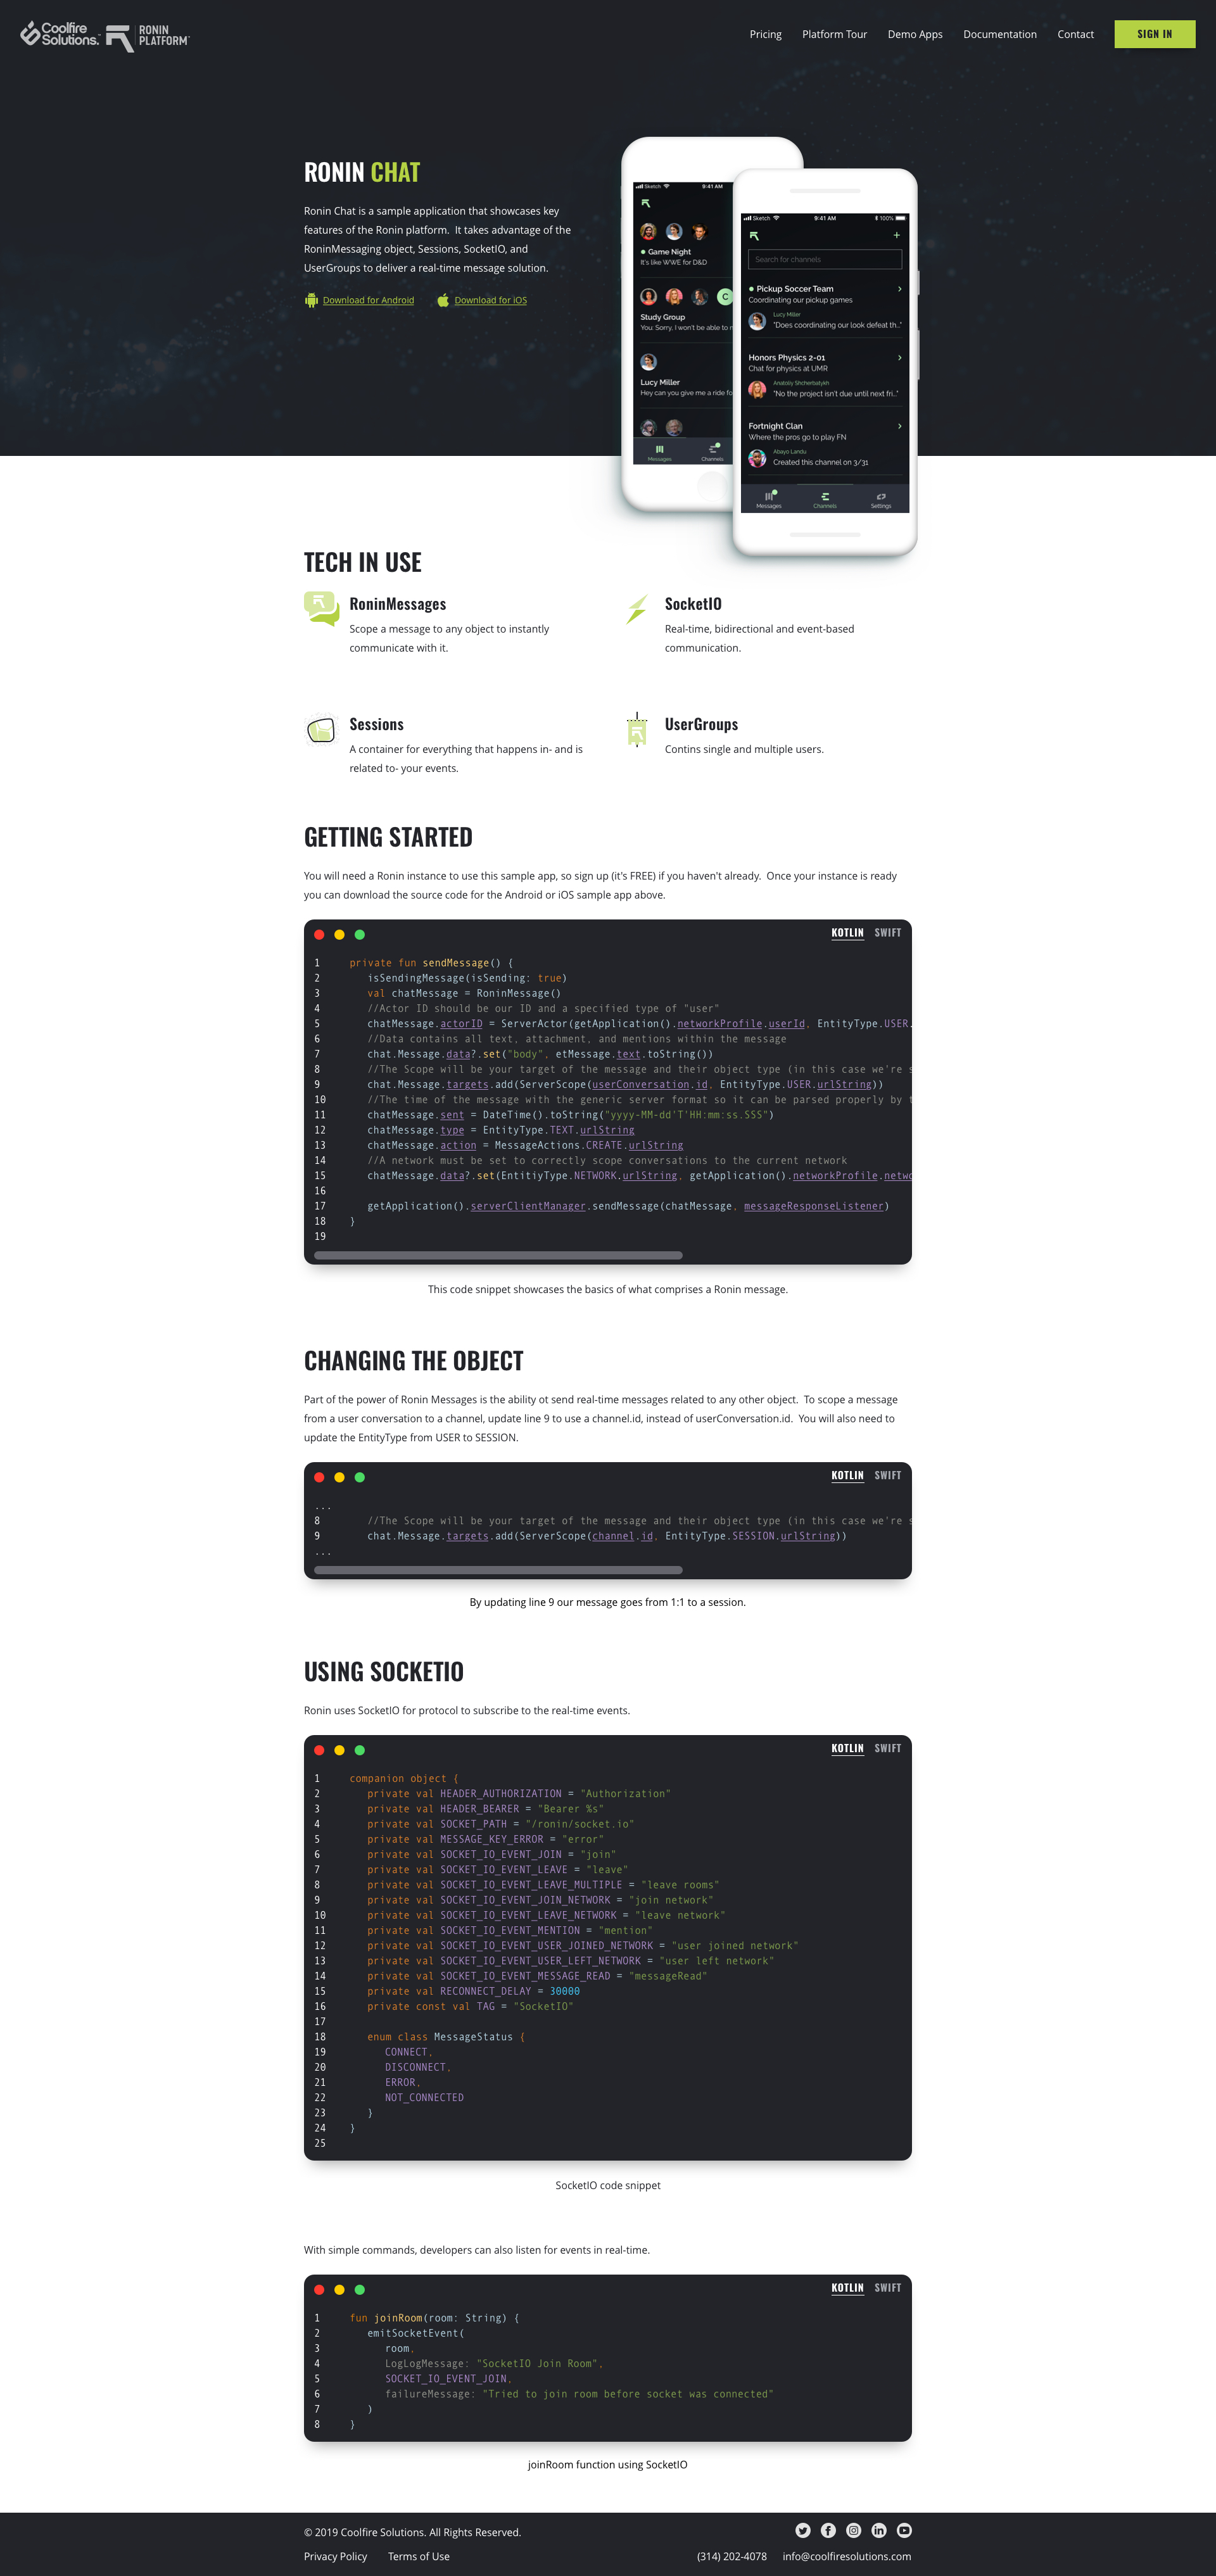 Coolfire Solutions. RONIN PLATFORM
Pricing Platform Tour Demo Apps Documentation Contact SIGN IN
RONIN CHAT
Ronin Chat is a sample application that showcases key
features of the Ronin platform. It takes advantage of the
RoninMessaging object, Sessions, SocketIO, and
UserGroups to deliver a real-time message solution.
Download for Android Download for iOS
Sketch 9:41 AM
Game Night
It's like WWE for D&D
C
Study Group
You: Sorry, I won't be able to
Lucy Miller
Hey can you give me a ride fo
Messages Channels
Sketch 9:41 AM 100%
+
Search for channels
Pickup Soccer Team
Coordinating our pickup games
Lucy Miller
"Does coordinating our look defeat th.."
Honors Physics 2-01
Chat for physics at UMR
Anatoliy Shcherbatykh
"No the project isn't due until next fri.."
Fortnight Clan
Where the pros go to play FN
Abayo Landu
Created this channel on 3/31
Messages Channels Settings
TECH IN USE
RoninMessages
Scope a message to any object to instantly
communicate with it.
SocketIO
Real-time, bidirectional and event-based
communication.
Sessions
A container for everything that happens in- and is
related to- your events.
UserGroups
Contins single and multiple users.
GETTING STARTED
You will need a Ronin instance to use this sample app, so sign up (it's FREE) if you haven't already. Once your instance is ready
you can download the source code for the Android or iOS sample app above.
KOTLIN SWIFT
1 private fun sendMessage() {
2 isSendingMessage(isSending: true)
3 val chatMessage = RoninMessage()
4 //Actor ID should be our ID and a specified type of "user"
5 chatMessage.actorID = ServerActor(getApplication().networkProfile.userId, EntityType.USER.
6 //Data contains all text, attachment, and mentions within the message
7 chat.Message.data?.set("body", etMessage.text.toString())
8 //The Scope will be your target of the message and their object type (in this case we're s
9 chat.Message.targets.add(ServerScope(userConversation.id, EntityType.USER.urlString))
10 //The time of the message with the generic server format so it can be parsed properly by t
11 chatMessage.sent = DateTime().toString("yyyy-MM-dd'T'HH:mm:ss.SSS")
12 chatMessage.type = EntityType.TEXT.urlString
13 chatMessage.action = MessageActions.CREATE.urlString
14 //A network must be set to correctly scope conversations to the current network
15 chatMessage.data?.set(EntitiyType.NETWORK.urlString, getApplication().networkProfile.netwo
16
17 getApplication().serverClientManager.sendMessage(chatMessage, messageResponseListener)
18 }
19
This code snippet showcases the basics of what comprises a Ronin message.
CHANGING THE OBJECT
Part of the power of Ronin Messages is the ability ot send real-time messages related to any other object. To scope a message
from a user conversation to a channel, update line 9 to use a channel.id, instead of userConversation.id. You will also need to
update the EntityType from USER to SESSION.
KOTLIN SWIFT
...
8 //The Scope will be your target of the message and their object type (in this case we're s
9 chat.Message.targets.add(ServerScope(channel.id, EntityType.SESSION.urlString))
...
By updating line 9 our message goes from 1:1 to a session.
USING SOCKETIO
Ronin uses SocketIO for protocol to subscribe to the real-time events.
KOTLIN SWIFT
1 companion object {
2 private val HEADER_AUTHORIZATION = "Authorization"
3 private val HEADER_BEARER = "Bearer %s"
4 private val SOCKET_PATH = "/ronin/socket.io"
5 private val MESSAGE_KEY_ERROR = "error"
6 private val SOCKET_IO_EVENT_JOIN = "join"
7 private val SOCKET_IO_EVENT_LEAVE = "leave"
8 private val SOCKET_IO_EVENT_LEAVE_MULTIPLE = "leave rooms"
9 private val SOCKET_IO_EVENT_JOIN_NETWORK = "join network"
10 private val SOCKET_IO_EVENT_LEAVE_NETWORK = "leave network"
11 private val SOCKET_IO_EVENT_MENTION = "mention"
12 private val SOCKET_IO_EVENT_USER_JOINED_NETWORK = "user joined network"
13 private val SOCKET_IO_EVENT_USER_LEFT_NETWORK = "user left network"
14 private val SOCKET_IO_EVENT_MESSAGE_READ = "messageRead"
15 private val RECONNECT_DELAY = 30000
16 private const val TAG = "SocketIO"
17
18 enum class MessageStatus {
19 CONNECT,
20 DISCONNECT,
21 ERROR,
22 NOT_CONNECTED
23 }
24 }
25
SocketIO code snippet
With simple commands, developers can also listen for events in real-time.
KOTLIN SWIFT
1 fun joinRoom(room: String) {
2 emitSocketEvent(
3 room,
4 LogLogMessage: "SocketIO Join Room",
5 SOCKET_IO_EVENT_JOIN,
6 failureMessage: "Tried to join room before socket was connected"
7 )
8 }
joinRoom function using SocketIO
© 2019 Coolfire Solutions. All Rights Reserved.
Privacy Policy Terms of Use (314) 202-4078 info@coolfiresolutions.com